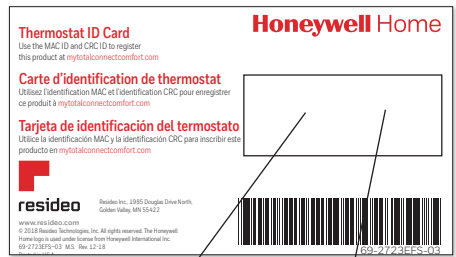 Honeywell Home
Thermostat ID Card
Use the MAC ID and CRC ID to register
this product at mytotalconnectcomfort.com
Carte d'identification de thermostat
Utilisez l'identification MAC et l'identification CRC pour enregistrer
ce produit à mytotalconnectcomfort.com
Tarjeta de identificación del termostato
Utilice la identificación MAC y la identificación CRC para inscribir este
producto en mytotalconnectcomfort.com
resideo
Resideo Inc., 1985 Douglas Drive North,
Golden Valley, MN 55422
www.resideo.com
© 2018 Resideo Technologies, Inc. All rights reserved. The Honeywell
Home logo is used under license from Honeywell International Inc.
69-2723EFS-03 M.S. Rev. 12-18
69-2723EFS-03